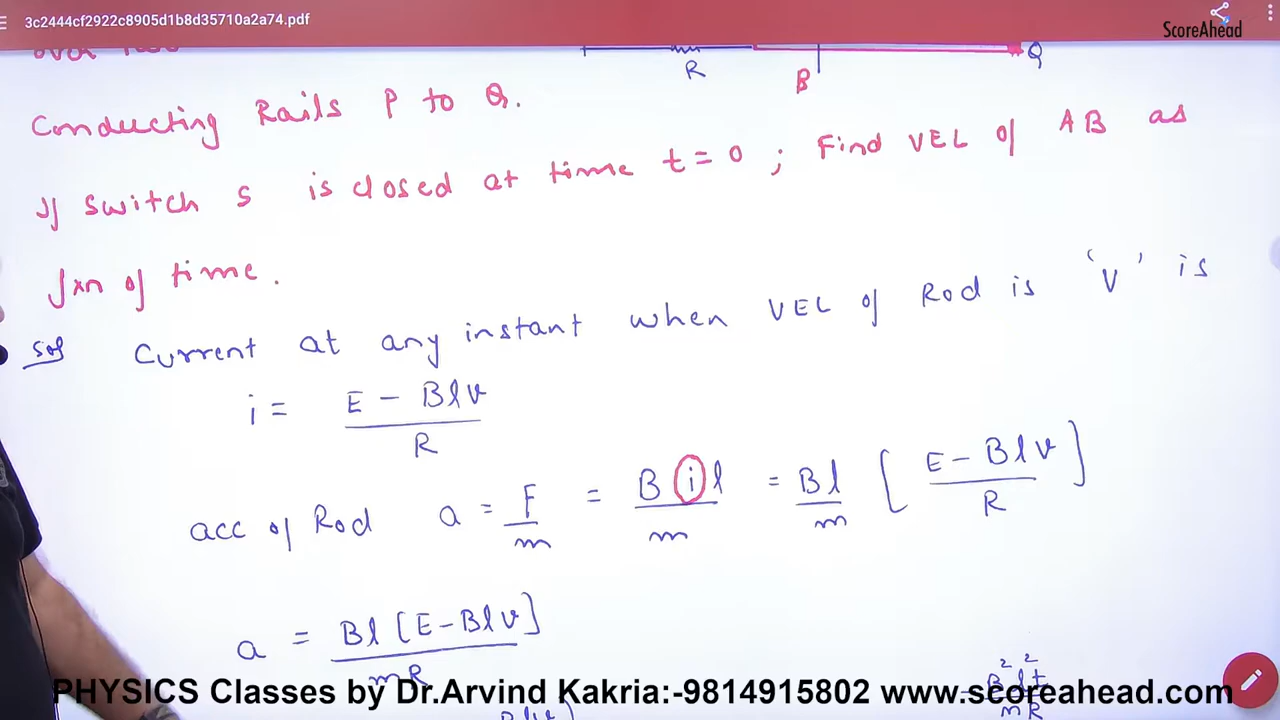 3c2444cf2922c8905d1b8d35710a2a74.pdf
ScoreAhead
R
B
Q
Conducting Rails P to Q.
If switch S is closed at time t = 0 ; Find VEL of AB as
fxn of time.
Sol Current at any instant when VEL of Rod is 'V' is
i = E - Blv / R
acc of Rod a = F / m = B i l / m = Bl / m [ E - Blv / R ]
a = Bl [E - Blv] / mR
B²l²t / mR
PHYSICS Classes by Dr.Arvind Kakria:-9814915802 www.scoreahead.com